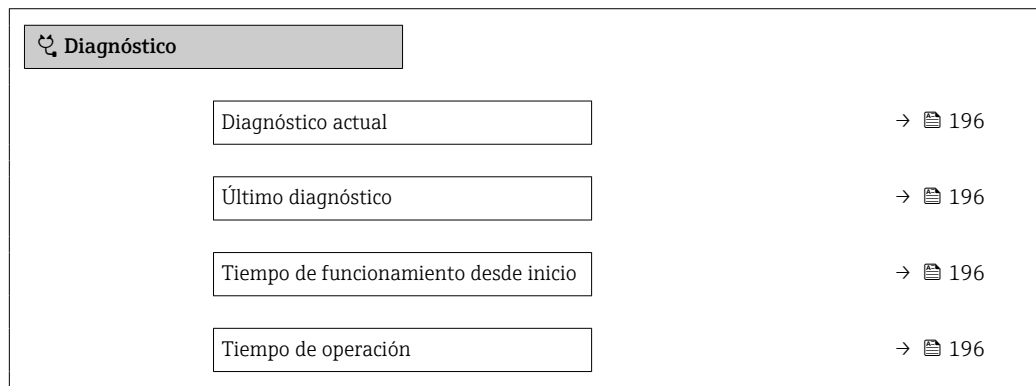 Diagnóstico
Diagnóstico actual → 196
Último diagnóstico → 196
Tiempo de funcionamiento desde inicio → 196
Tiempo de operación → 196